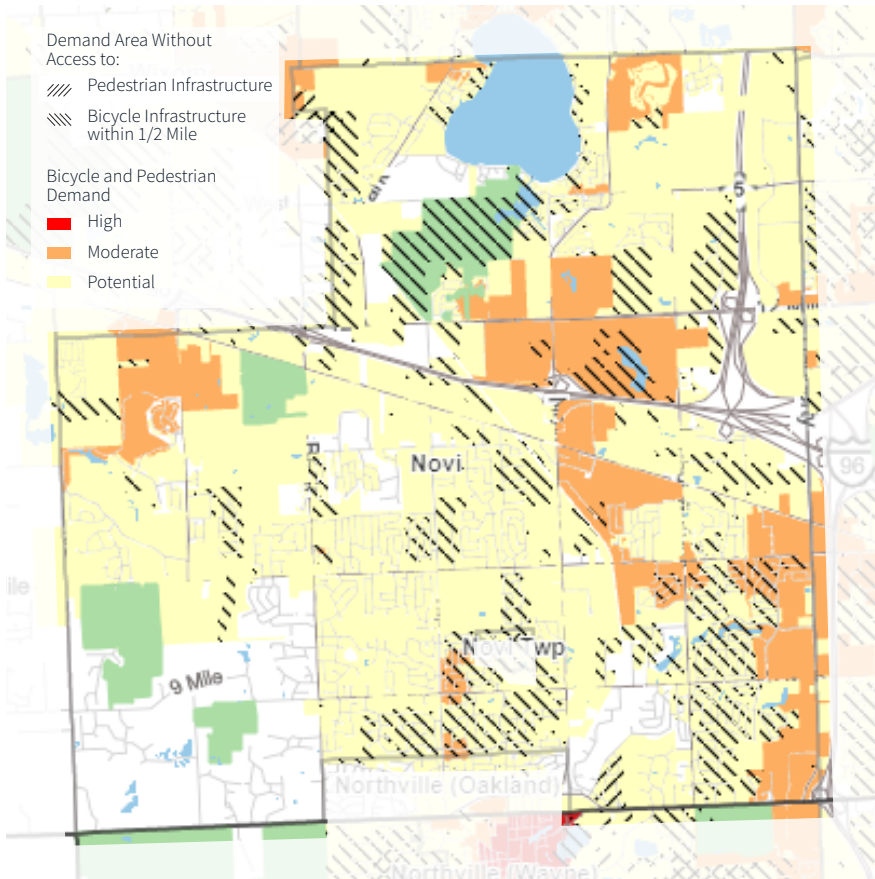 Demand Area Without
Access to:
Pedestrian Infrastructure
Bicycle Infrastructure
within 1/2 Mile
Bicycle and Pedestrian
Demand
High
Moderate
Potential
5
Novi
96
Novi Twp
9 Mile
Northville (Oakland)
Northville (Wayne)